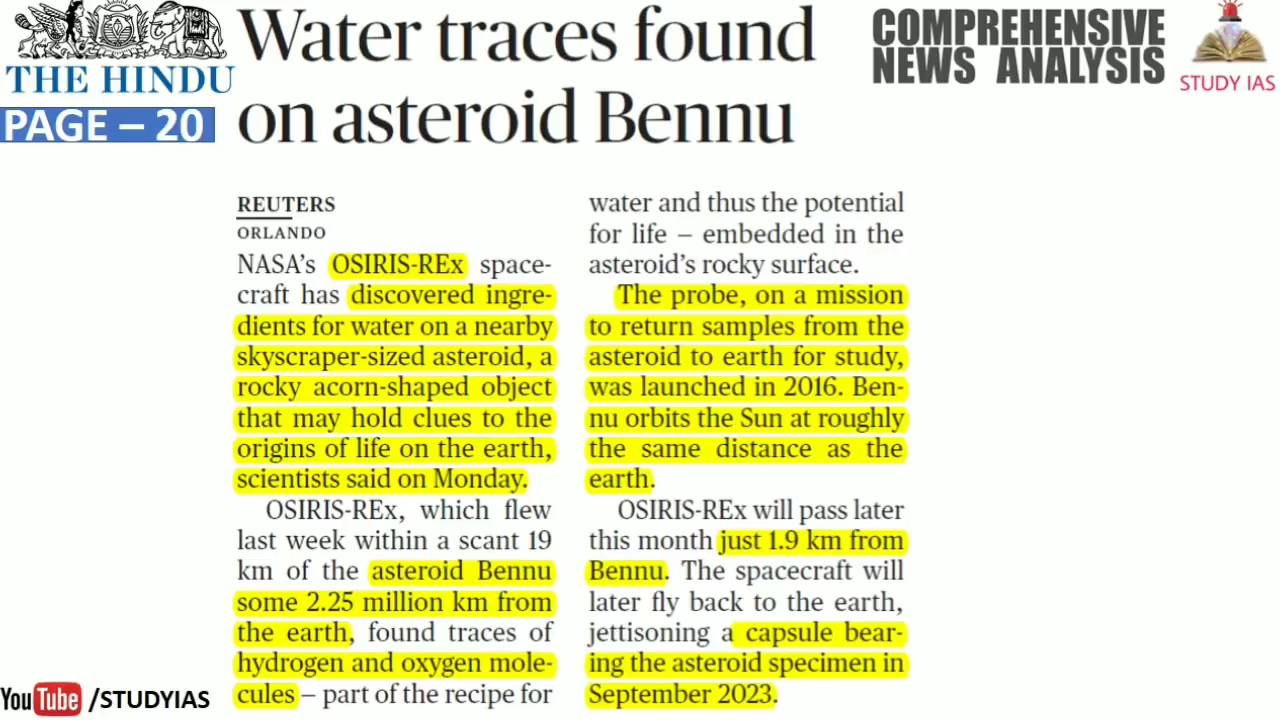 THE HINDU
PAGE – 20
Water traces found
on asteroid Bennu
COMPREHENSIVE
NEWS ANALYSIS
STUDY IAS
REUTERS
ORLANDO
NASA's OSIRIS-REx space-
craft has discovered ingre-
dients for water on a nearby
skyscraper-sized asteroid, a
rocky acorn-shaped object
that may hold clues to the
origins of life on the earth,
scientists said on Monday.
OSIRIS-REx, which flew
last week within a scant 19
km of the asteroid Bennu
some 2.25 million km from
the earth, found traces of
hydrogen and oxygen mole-
cules – part of the recipe for
water and thus the potential
for life – embedded in the
asteroid's rocky surface.
The probe, on a mission
to return samples from the
asteroid to earth for study,
was launched in 2016. Ben-
nu orbits the Sun at roughly
the same distance as the
earth.
OSIRIS-REx will pass later
this month just 1.9 km from
Bennu. The spacecraft will
later fly back to the earth,
jettisoning a capsule bear-
ing the asteroid specimen in
September 2023.
YouTube /STUDYIAS